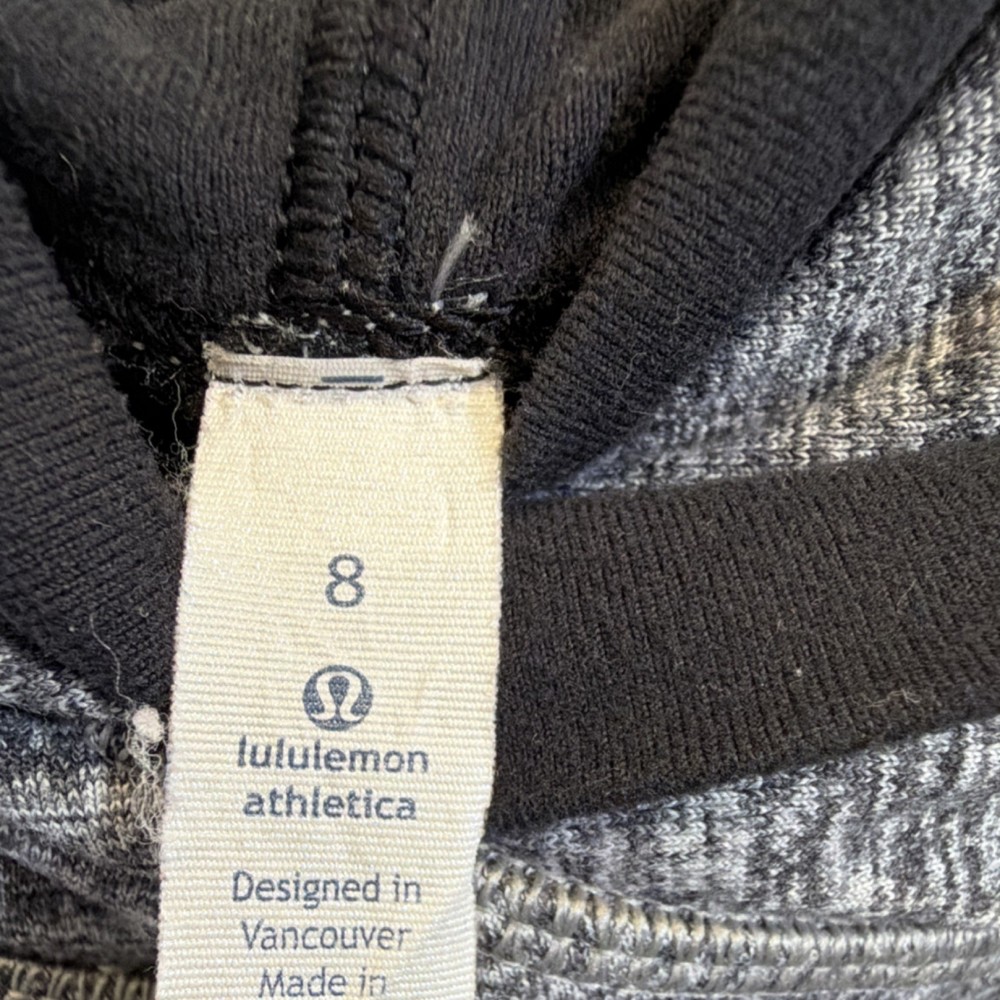 8
lululemon
athletica
Designed in
Vancouver
Made in